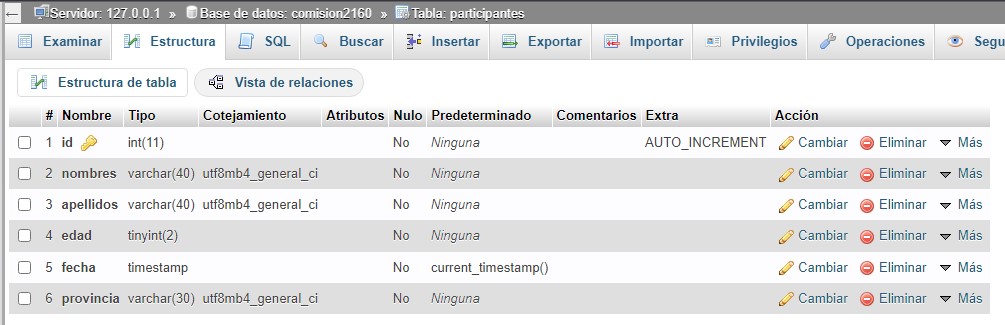 ← Servidor: 127.0.0.1 » Base de datos: comision2160 » Tabla: participantes
Examinar Estructura SQL Buscar Insertar Exportar Importar Privilegios Operaciones Segu
Estructura de tabla Vista de relaciones
# Nombre Tipo Cotejamiento Atributos Nulo Predeterminado Comentarios Extra Acción
1 id int(11) No Ninguna AUTO_INCREMENT Cambiar Eliminar Más
2 nombres varchar(40) utf8mb4_general_ci No Ninguna Cambiar Eliminar Más
3 apellidos varchar(40) utf8mb4_general_ci No Ninguna Cambiar Eliminar Más
4 edad tinyint(2) No Ninguna Cambiar Eliminar Más
5 fecha timestamp No current_timestamp() Cambiar Eliminar Más
6 provincia varchar(30) utf8mb4_general_ci No Ninguna Cambiar Eliminar Más